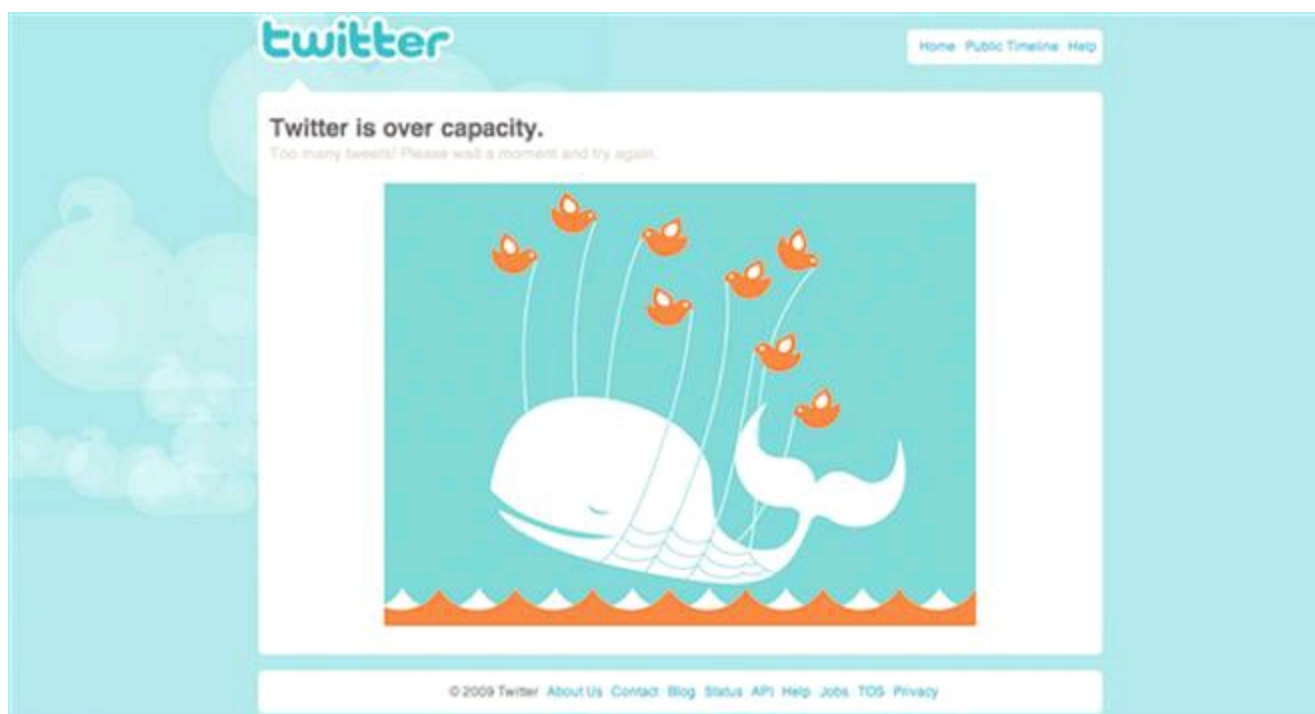 twitter
Home Public Timeline Help
Twitter is over capacity.
Too many tweets! Please wait a moment and try again.
© 2009 Twitter About Us Contact Blog Status API Help Jobs TOS Privacy